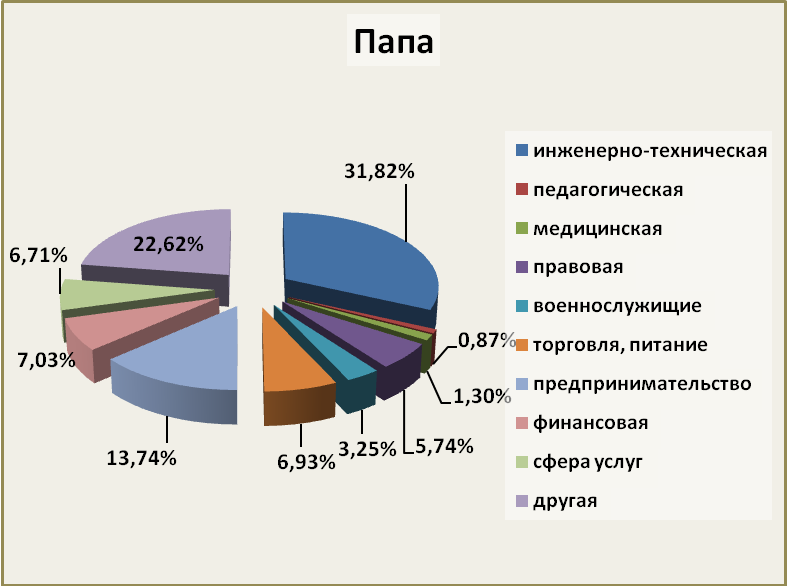 Папа
31,82%
22,62%
6,71%
7,03%
13,74%
6,93%
3,25%
5,74%
1,30%
0,87%
инженерно-техническая
педагогическая
медицинская
правовая
военнослужищие
торговля, питание
предпринимательство
финансовая
сфера услуг
другая